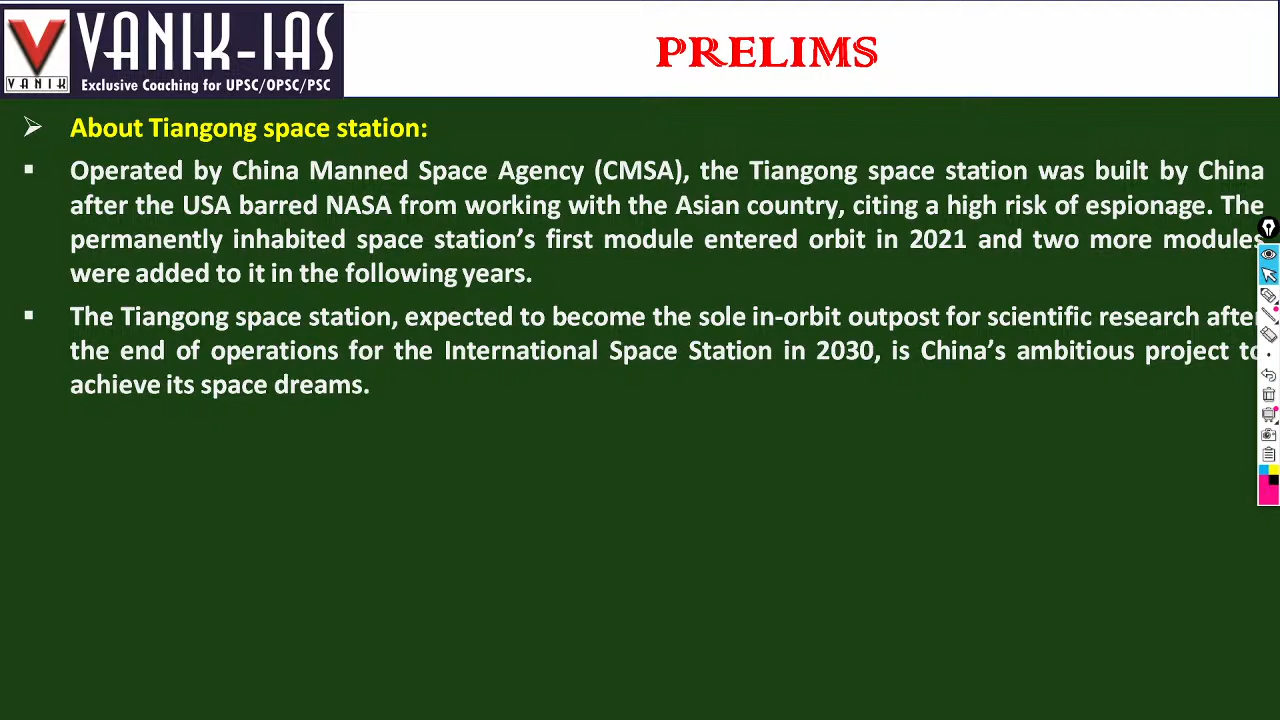 VANIK-IAS
VANIK
Exclusive Coaching for UPSC/OPSC/PSC
PRELIMS
About Tiangong space station:
Operated by China Manned Space Agency (CMSA), the Tiangong space station was built by China
after the USA barred NASA from working with the Asian country, citing a high risk of espionage. The
permanently inhabited space station's first module entered orbit in 2021 and two more modules
were added to it in the following years.
The Tiangong space station, expected to become the sole in-orbit outpost for scientific research after
the end of operations for the International Space Station in 2030, is China's ambitious project to
achieve its space dreams.